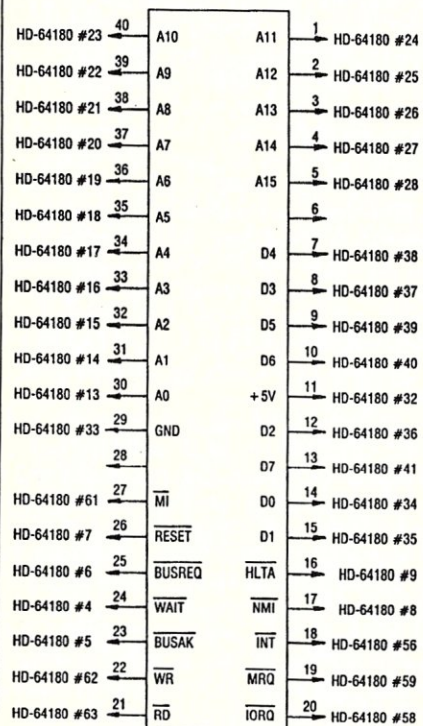 HD-64180 #23 40 A10 A11 1 HD-64180 #24
HD-64180 #22 39 A9 A12 2 HD-64180 #25
HD-64180 #21 38 A8 A13 3 HD-64180 #26
HD-64180 #20 37 A7 A14 4 HD-64180 #27
HD-64180 #19 36 A6 A15 5 HD-64180 #28
HD-64180 #18 35 A5 6
HD-64180 #17 34 A4 D4 7 HD-64180 #38
HD-64180 #16 33 A3 D3 8 HD-64180 #37
HD-64180 #15 32 A2 D5 9 HD-64180 #39
HD-64180 #14 31 A1 D6 10 HD-64180 #40
HD-64180 #13 30 A0 +5V 11 HD-64180 #32
HD-64180 #33 29 GND D2 12 HD-64180 #36
28 D7 13 HD-64180 #41
HD-64180 #61 27 MI D0 14 HD-64180 #34
HD-64180 #7 26 RESET D1 15 HD-64180 #35
HD-64180 #6 25 BUSREQ HLTA 16 HD-64180 #9
HD-64180 #4 24 WAIT NMI 17 HD-64180 #8
HD-64180 #5 23 BUSAK INT 18 HD-64180 #56
HD-64180 #62 22 WR MRQ 19 HD-64180 #59
HD-64180 #63 21 RD IORQ 20 HD-64180 #58